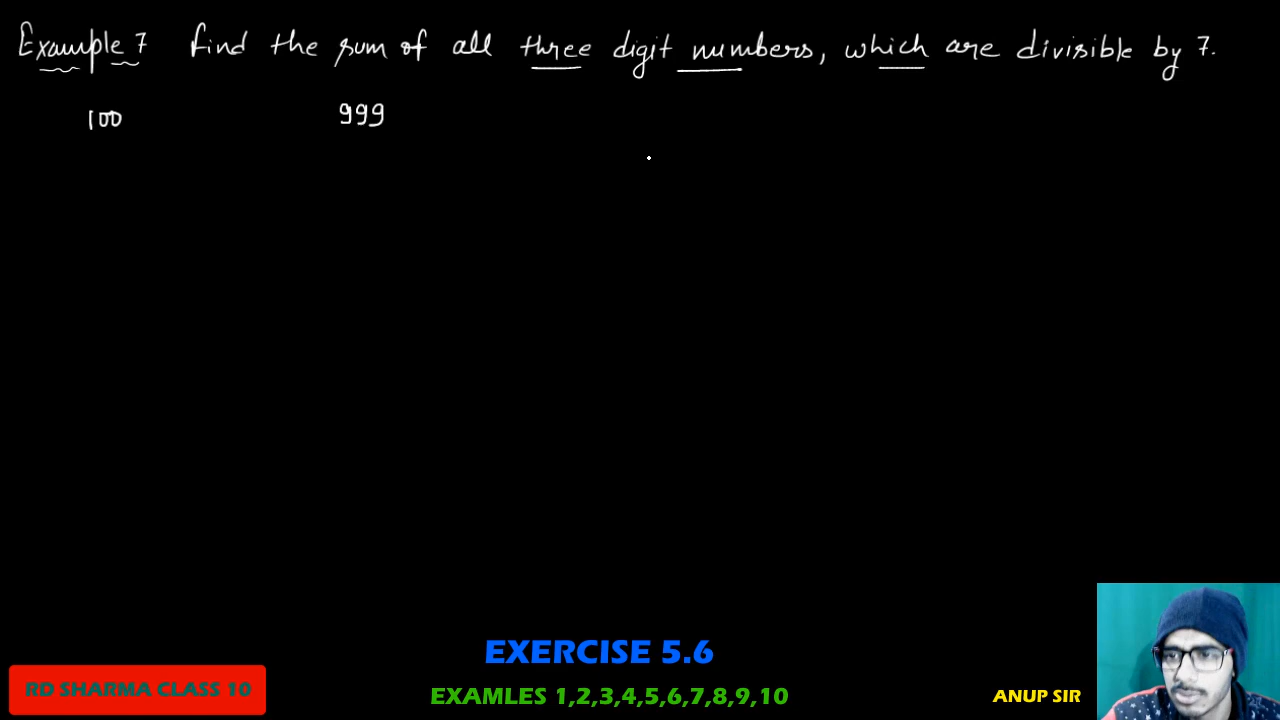 Example 7 find the sum of all three digit numbers, which are divisible by 7.
100 999
EXERCISE 5.6
RD SHARMA CLASS 10
EXAMLES 1,2,3,4,5,6,7,8,9,10
ANUP SIR